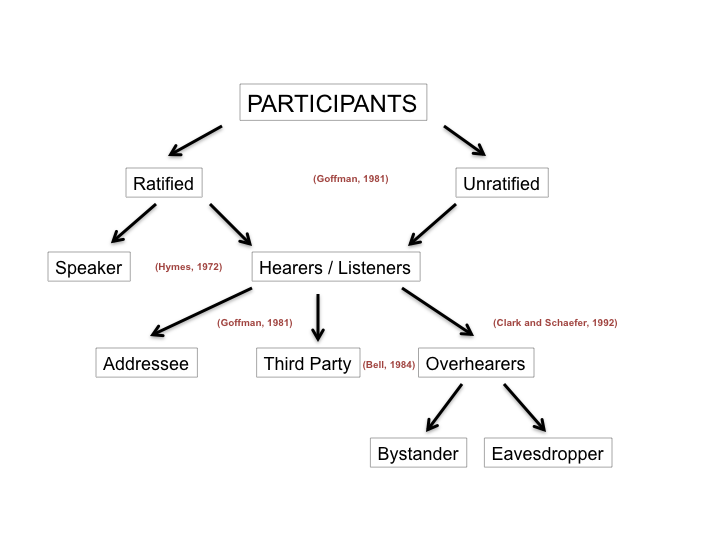 PARTICIPANTS
Ratified
(Goffman, 1981)
Unratified
Speaker
(Hymes, 1972)
Hearers / Listeners
(Goffman, 1981)
(Clark and Schaefer, 1992)
Addressee
Third Party
(Bell, 1984)
Overhearers
Bystander
Eavesdropper